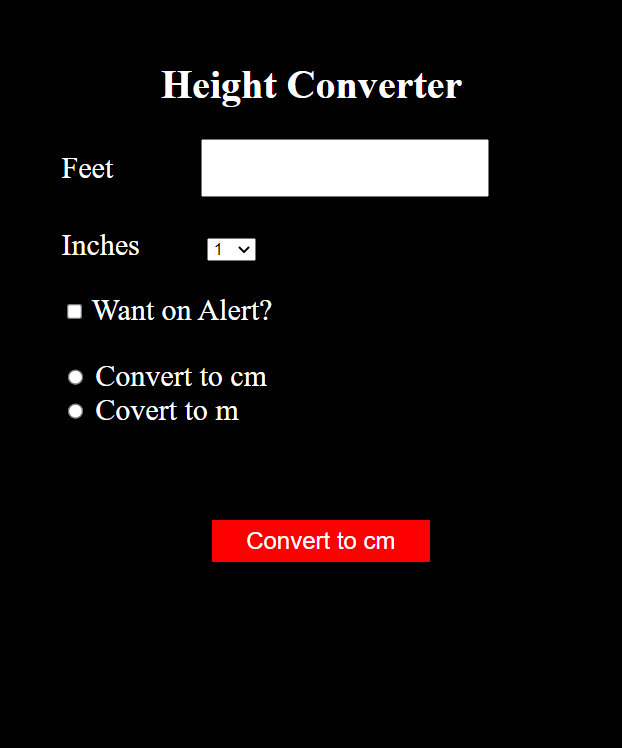 Height Converter
Feet
Inches 1
Want on Alert?
Convert to cm
Covert to m
Convert to cm